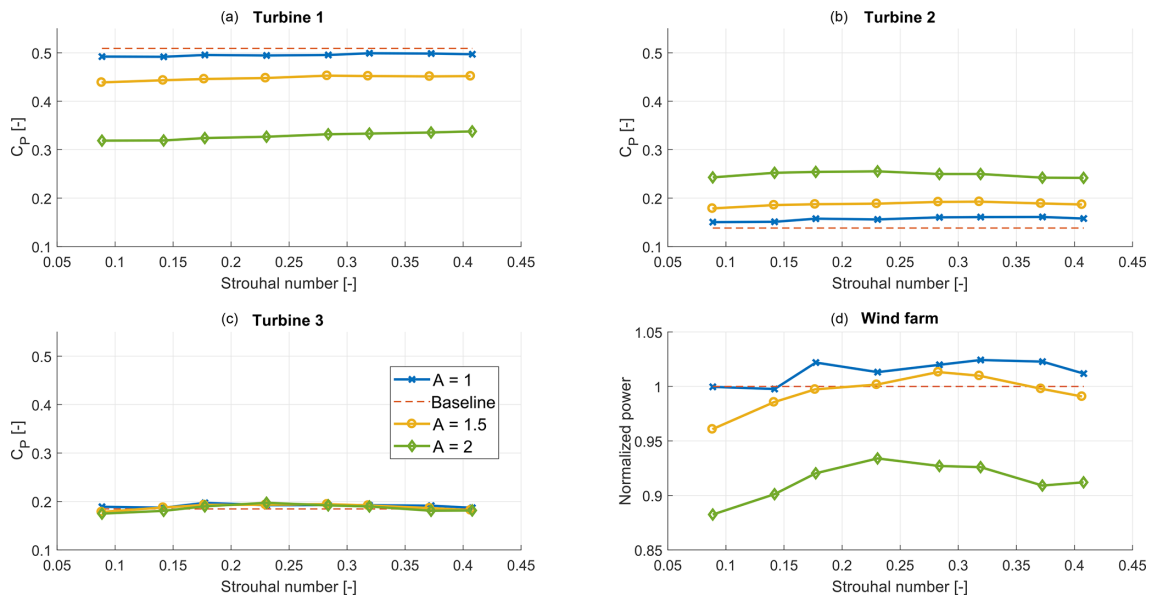 (a) Turbine 1
0.5
0.4
0.3
0.2
0.1
C_P [-]
0.05 0.1 0.15 0.2 0.25 0.3 0.35 0.4 0.45
Strouhal number [-]
(b) Turbine 2
0.5
0.4
0.3
0.2
0.1
C_P [-]
0.05 0.1 0.15 0.2 0.25 0.3 0.35 0.4 0.45
Strouhal number [-]
(c) Turbine 3
0.5
0.4
0.3
0.2
0.1
C_P [-]
A = 1
Baseline
A = 1.5
A = 2
0.05 0.1 0.15 0.2 0.25 0.3 0.35 0.4 0.45
Strouhal number [-]
(d) Wind farm
1.05
1
0.95
0.9
0.85
Normalized power
0.05 0.1 0.15 0.2 0.25 0.3 0.35 0.4 0.45
Strouhal number [-]